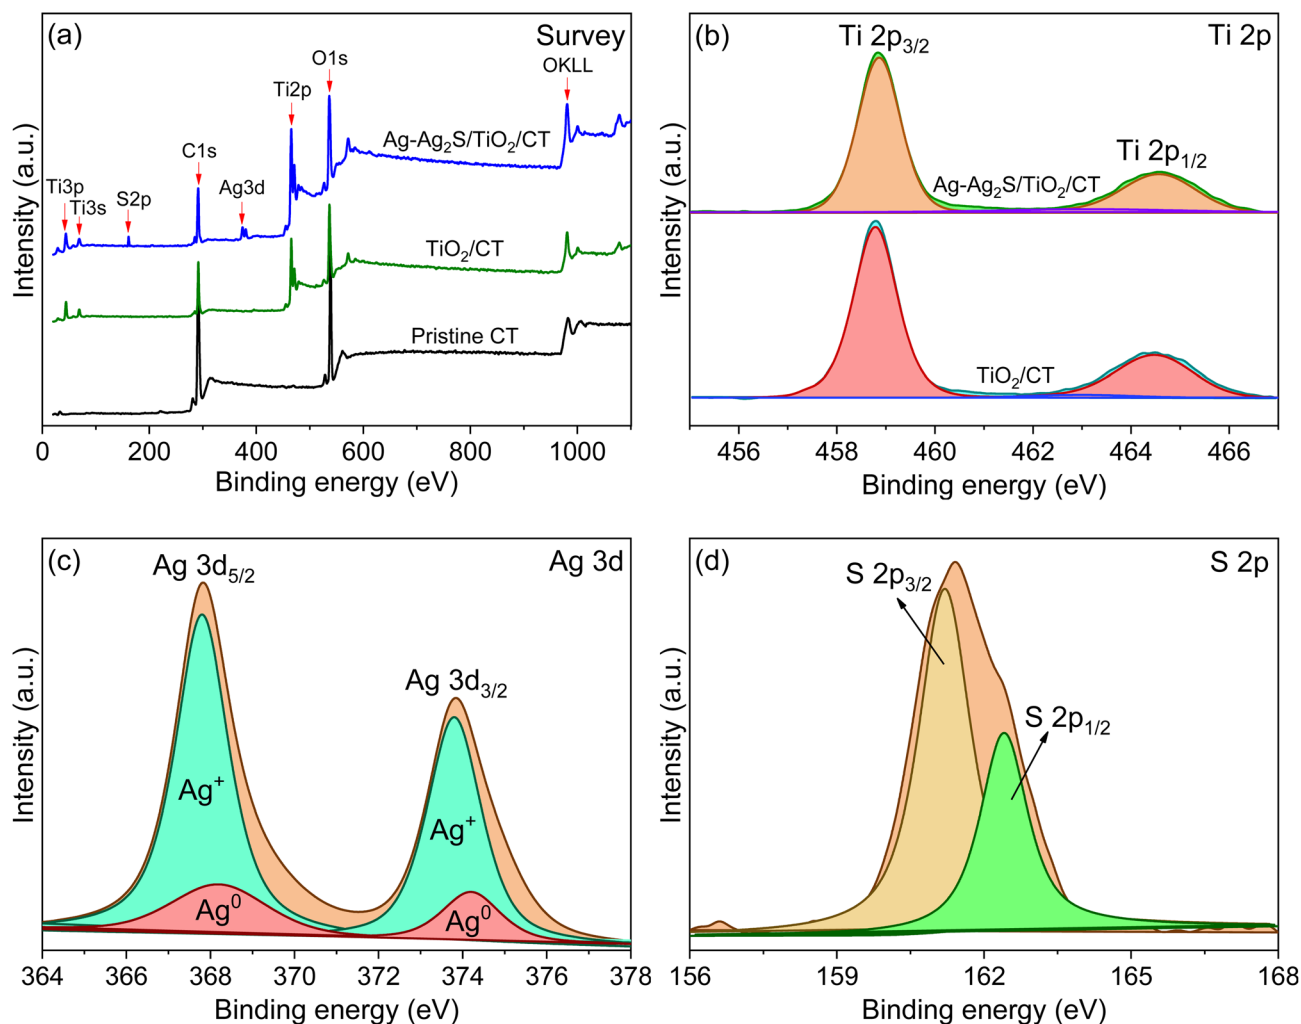 (a)
Survey
O1s
OKLL
Ti2p
Ag-Ag₂S/TiO₂/CT
C1s
Ti3p
Ti3s
S2p
Ag3d
TiO₂/CT
Pristine CT
Intensity (a.u.)
0 200 400 600 800 1000
Binding energy (eV)
(b)
Ti 2p₃/₂
Ti 2p
Ti 2p₁/₂
Ag-Ag₂S/TiO₂/CT
TiO₂/CT
Intensity (a.u.)
456 458 460 462 464 466
Binding energy (eV)
(c)
Ag 3d₅/₂
Ag 3d
Ag 3d₃/₂
Ag⁺
Ag⁺
Ag⁰
Ag⁰
Intensity (a.u.)
364 366 368 370 372 374 376 378
Binding energy (eV)
(d)
S 2p
S 2p₃/₂
S 2p₁/₂
Intensity (a.u.)
156 159 162 165 168
Binding energy (eV)